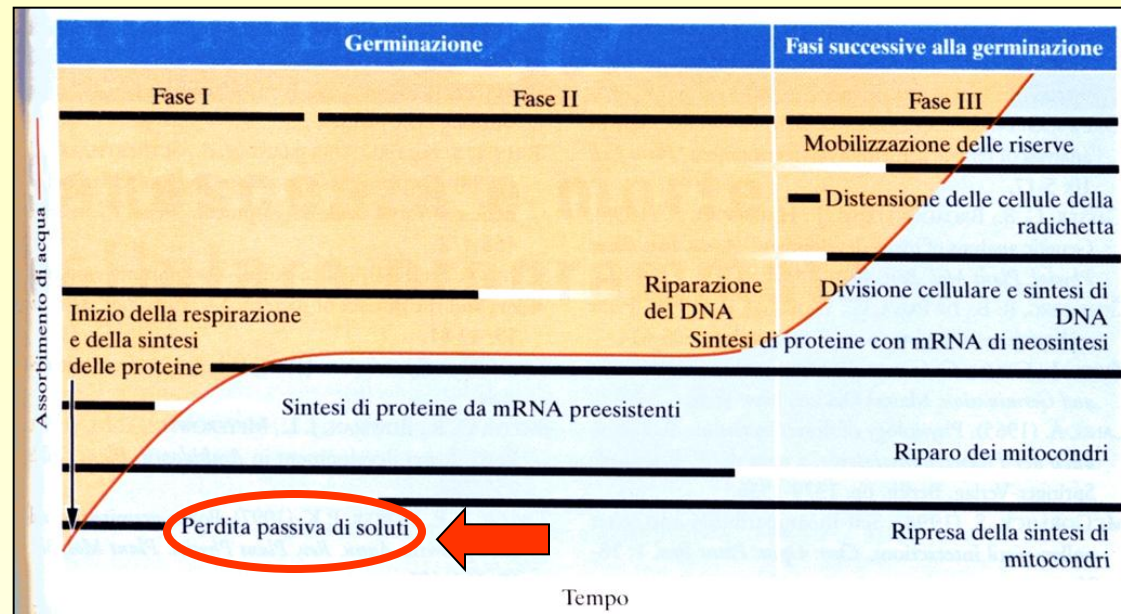 Germinazione
Fasi successive alla germinazione
Fase I
Fase II
Fase III
Mobilizzazione delle riserve
Distensione delle cellule della
radichetta
Riparazione
del DNA
Divisione cellulare e sintesi di
DNA
Inizio della respirazione
e della sintesi
delle proteine
Sintesi di proteine con mRNA di neosintesi
Sintesi di proteine da mRNA preesistenti
Riparo dei mitocondri
Perdita passiva di soluti
Ripresa della sintesi di
mitocondri
Assorbimento di acqua
Tempo